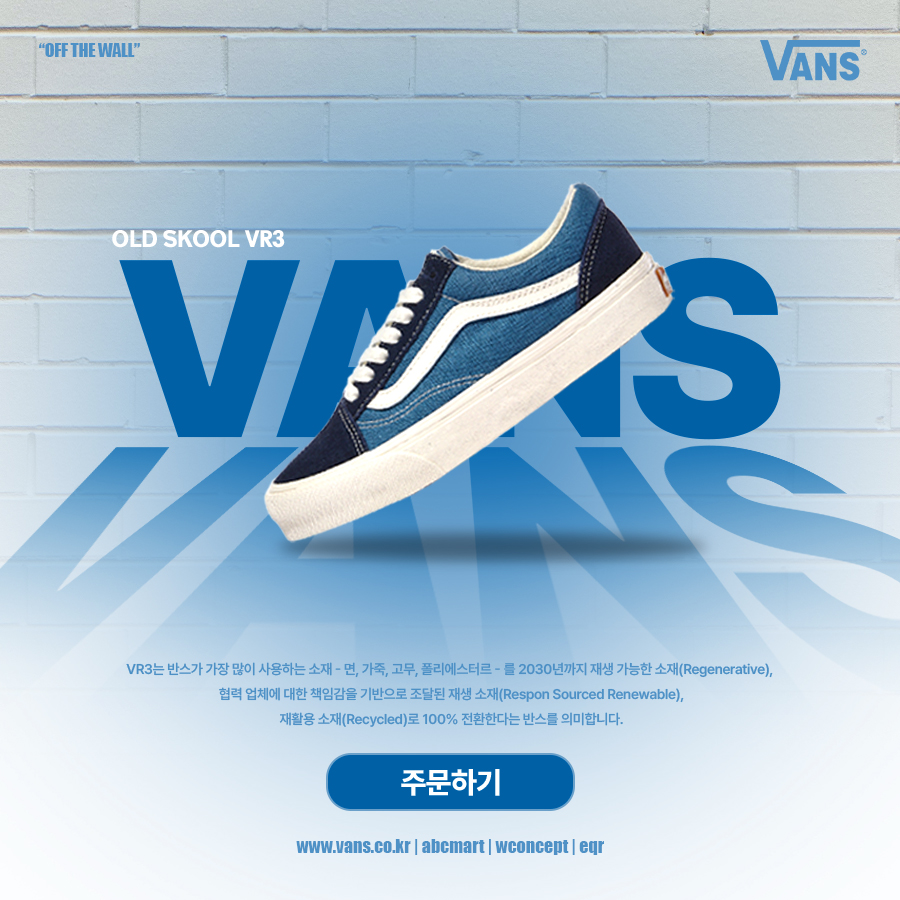 “OFF THE WALL”
VANS®
OLD SKOOL VR3
VANS
VANS
VR3는 반스가 가장 많이 사용하는 소재 - 면, 가죽, 고무, 폴리에스터르 - 를 2030년까지 재생 가능한 소재(Regenerative),
협력 업체에 대한 책임감을 기반으로 조달된 재생 소재(Respon Sourced Renewable),
재활용 소재(Recycled)로 100% 전환한다는 반스를 의미합니다.
주문하기
www.vans.co.kr | abcmart | wconcept | eqr